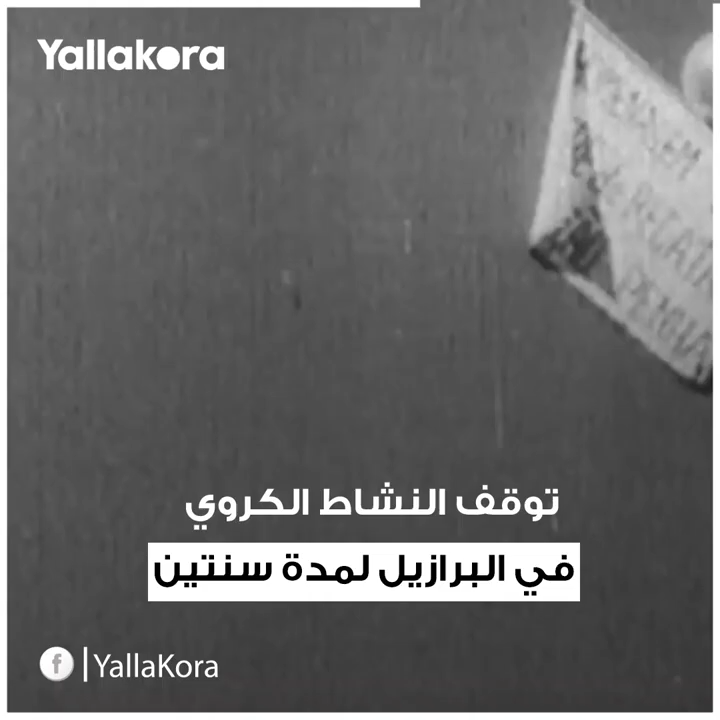 Yallakora
توقف النشاط الكروي
في البرازيل لمدة سنتين
f | YallaKora